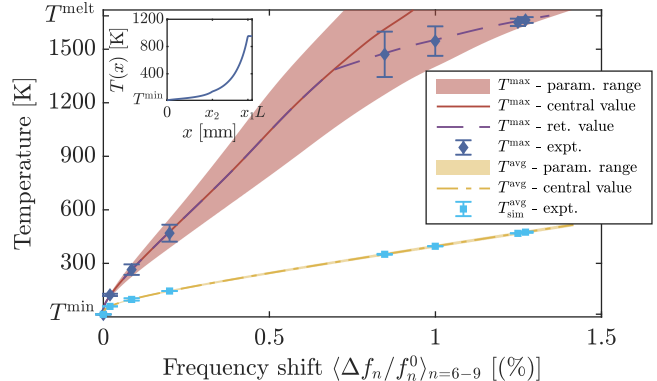 T^melt
1500
1200
900
600
300
T^min
Temperature [K]
0
0.5
1
1.5
Frequency shift ⟨Δf_n/f_n^0⟩_{n=6−9} [(%)]
1200
800
400
T^min
T(x) [K]
0
x_2
x_1 L
x [mm]
T^max - param. range
T^max - central value
T^max - ret. value
T^max - expt.
T^avg - param. range
T^avg - central value
T_sim^avg - expt.